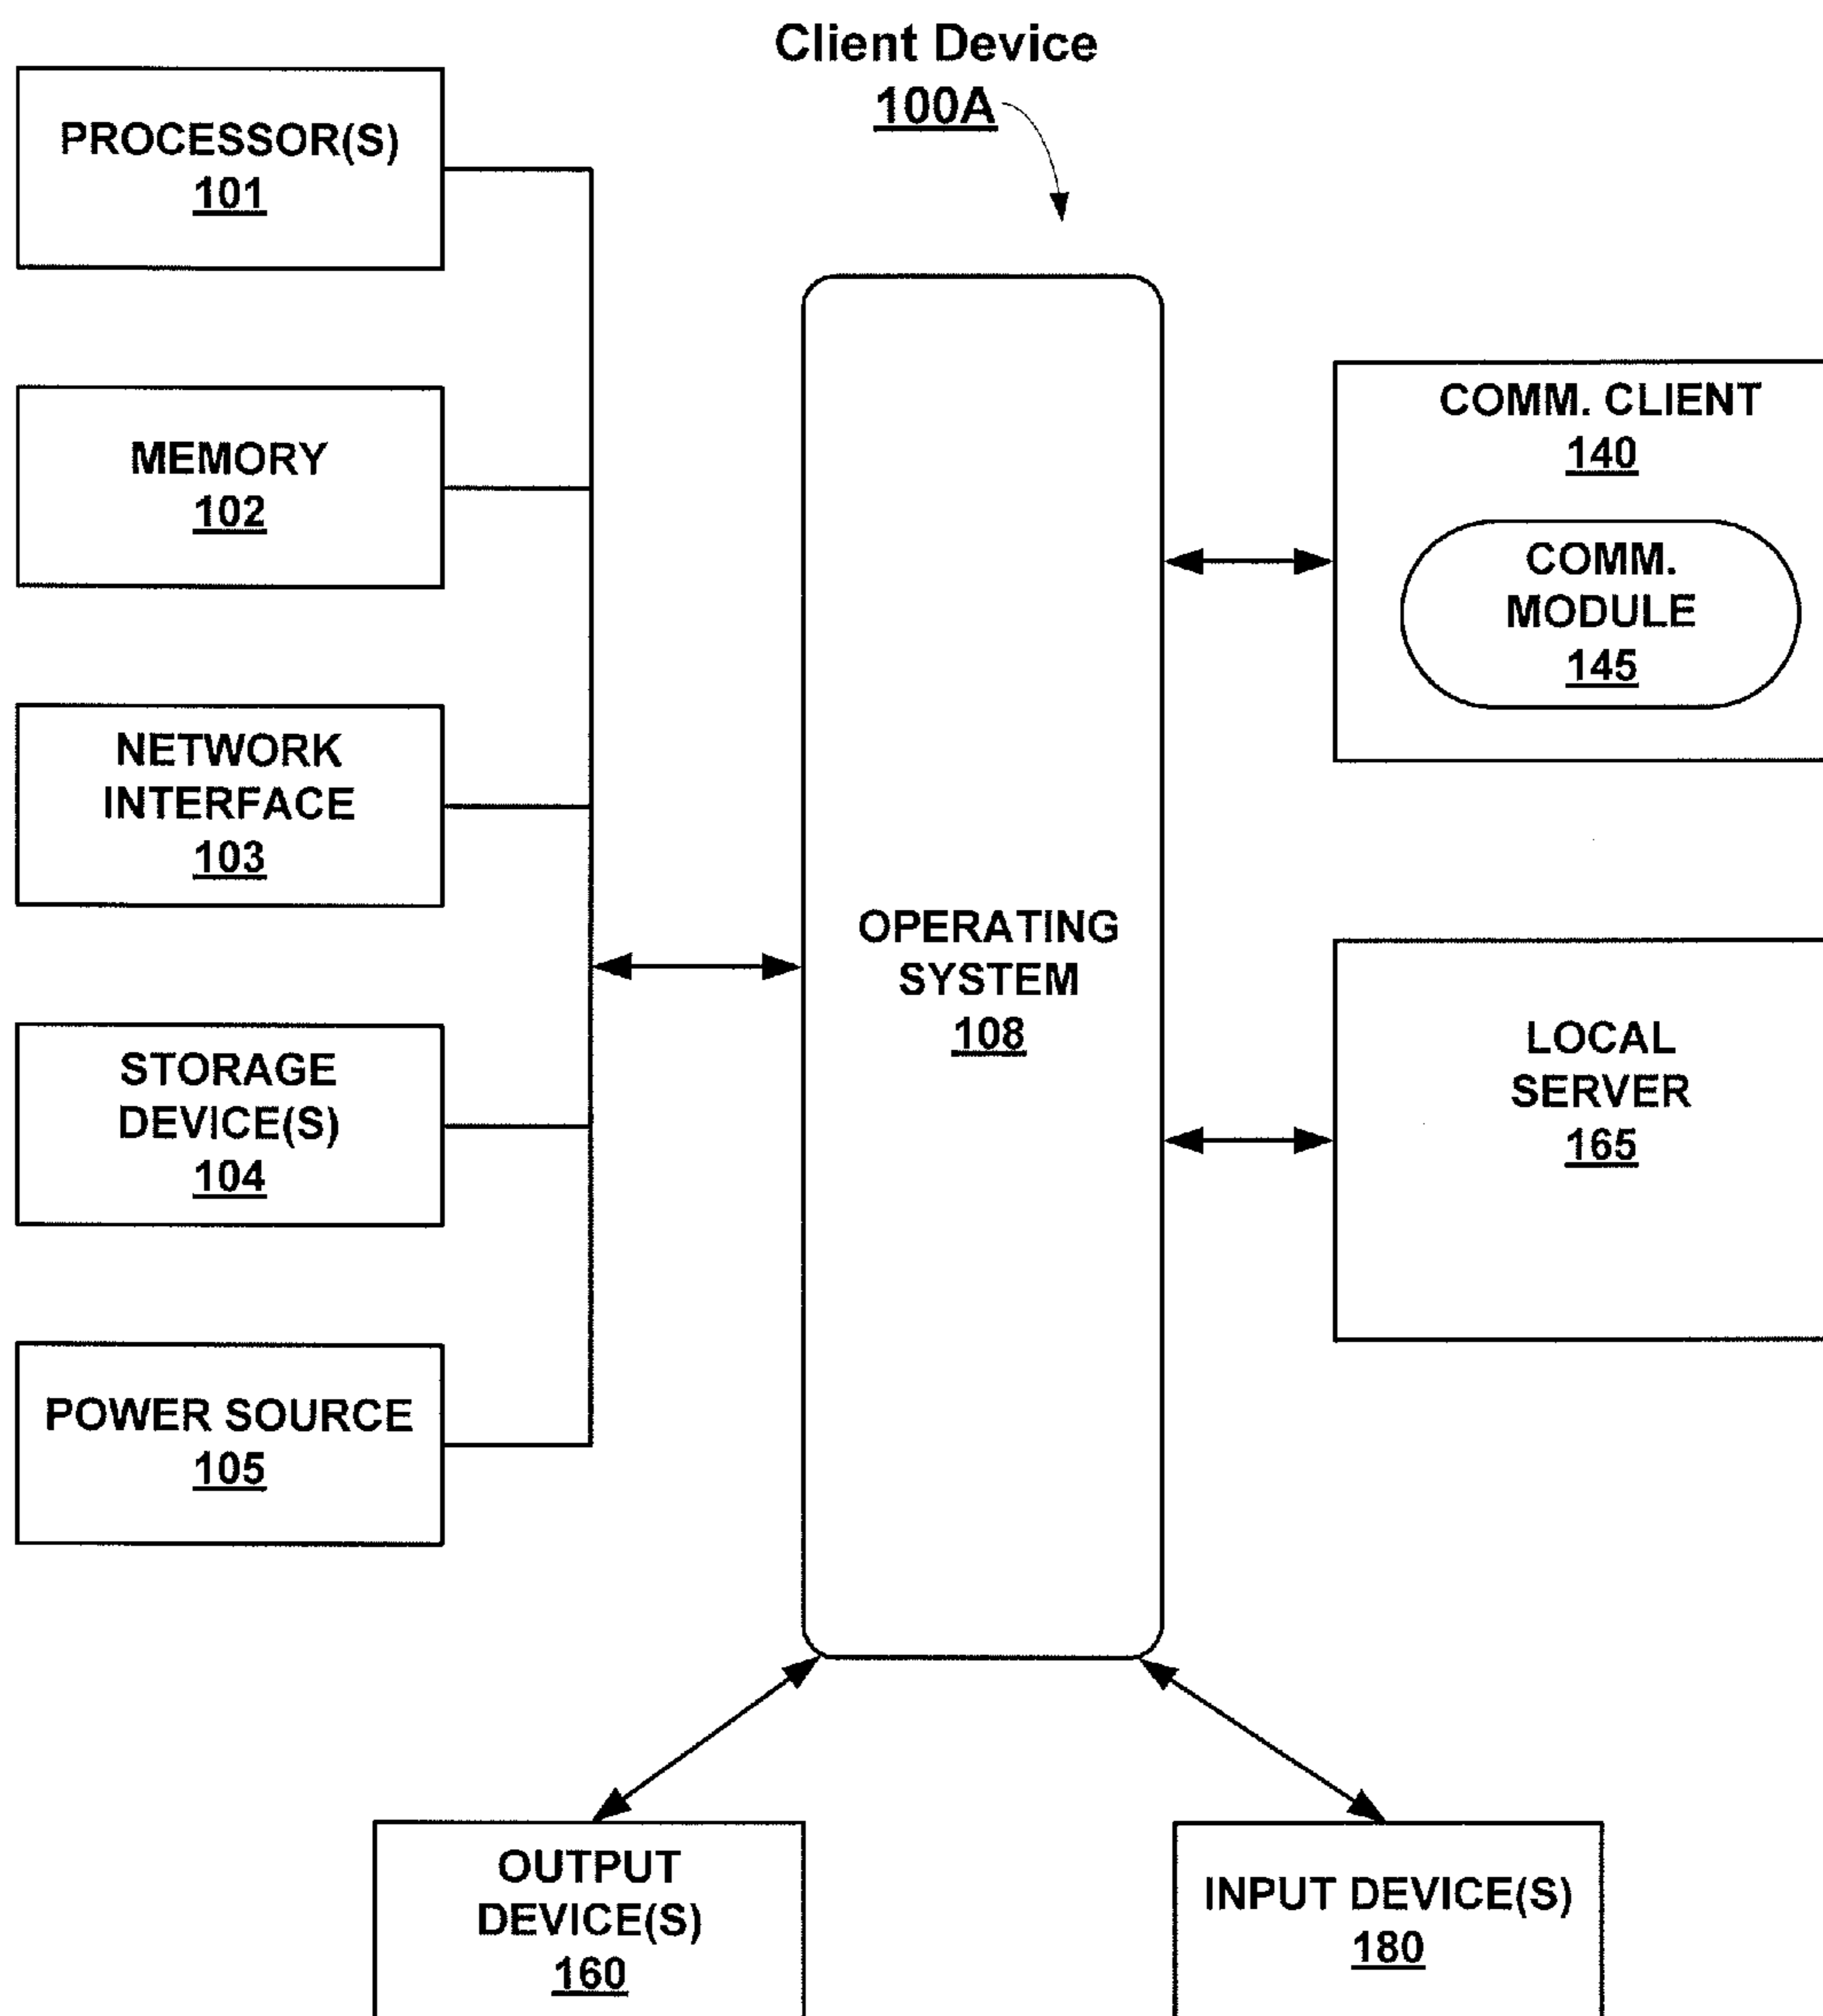 Client Device
100A
PROCESSOR(S)
101
MEMORY
102
NETWORK
INTERFACE
103
STORAGE
DEVICE(S)
104
POWER SOURCE
105
OPERATING
SYSTEM
108
COMM. CLIENT
140
COMM.
MODULE
145
LOCAL
SERVER
165
OUTPUT
DEVICE(S)
160
INPUT DEVICE(S)
180